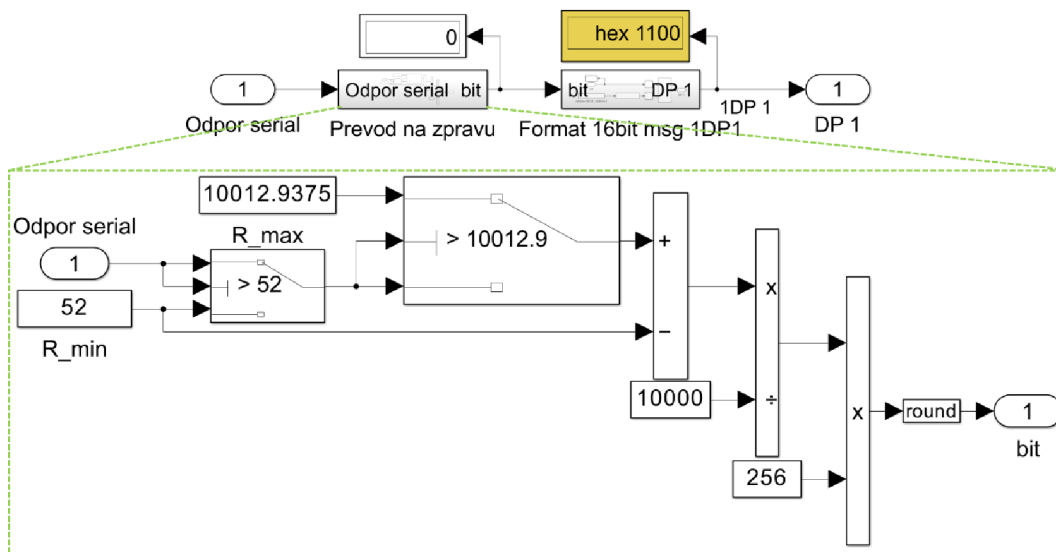 0
hex 1100
1
Odpor serial
Odpor serial bit
Prevod na zpravu
bit DP 1
Format 16bit msg 1DP1
1DP 1
1
DP 1
10012.9375
R_max
Odpor serial
1
> 52
> 10012.9
52
R_min
+
−
10000
x
÷
256
x
round
1
bit